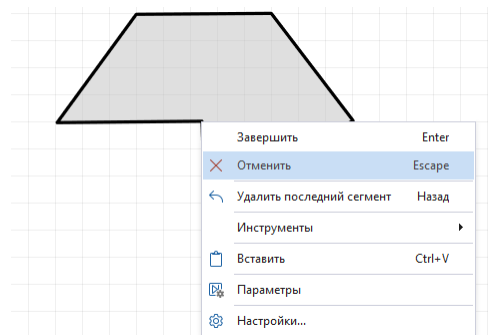 Завершить Enter
Отменить Escape
Удалить последний сегмент Назад
Инструменты
Вставить Ctrl+V
Параметры
Настройки...